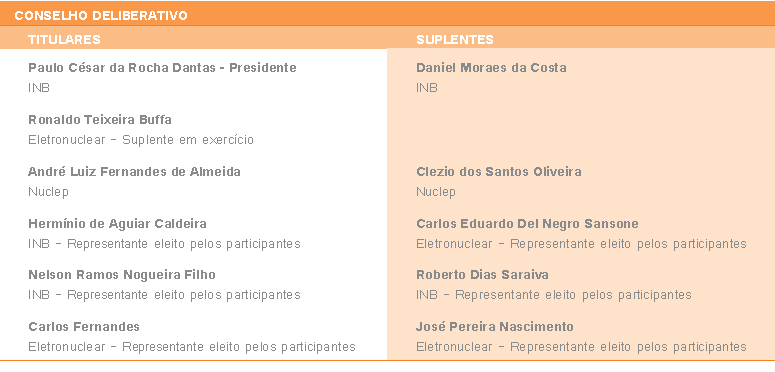 CONSELHO DELIBERATIVO
TITULARES SUPLENTES
Paulo César da Rocha Dantas - Presidente Daniel Moraes da Costa
INB INB
Ronaldo Teixeira Buffa
Eletronuclear – Suplente em exercício
André Luiz Fernandes de Almeida Clezio dos Santos Oliveira
Nuclep Nuclep
Hermínio de Aguiar Caldeira Carlos Eduardo Del Negro Sansone
INB – Representante eleito pelos participantes Eletronuclear – Representante eleito pelos participantes
Nelson Ramos Nogueira Filho Roberto Dias Saraiva
INB – Representante eleito pelos participantes INB – Representante eleito pelos participantes
Carlos Fernandes José Pereira Nascimento
Eletronuclear – Representante eleito pelos participantes Eletronuclear – Representante eleito pelos participantes